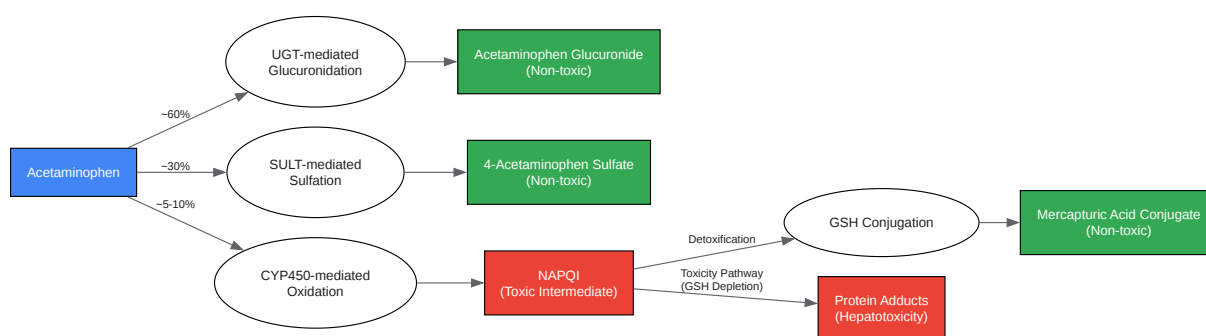 UGT-mediated
Glucuronidation
Acetaminophen Glucuronide
(Non-toxic)
~60%
Acetaminophen
~30%
SULT-mediated
Sulfation
4-Acetaminophen Sulfate
(Non-toxic)
~5-10%
CYP450-mediated
Oxidation
NAPQI
(Toxic Intermediate)
Detoxification
GSH Conjugation
Mercapturic Acid Conjugate
(Non-toxic)
Toxicity Pathway
(GSH Depletion)
Protein Adducts
(Hepatotoxicity)